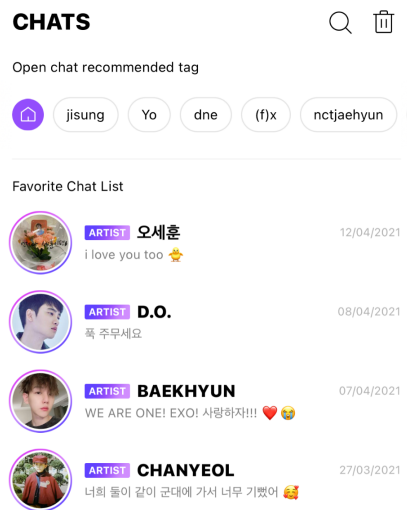 CHATS
Open chat recommended tag
jisung Yo dne (f)x nctjaehyun
Favorite Chat List
ARTIST 오세훈 12/04/2021
i love you too 🐥
ARTIST D.O. 08/04/2021
푹 주무세요
ARTIST BAEKHYUN 07/04/2021
WE ARE ONE! EXO! 사랑하자!!! ❤️😭
ARTIST CHANYEOL 27/03/2021
너희 둘이 같이 군대에 가서 너무 기뻤어 🥰